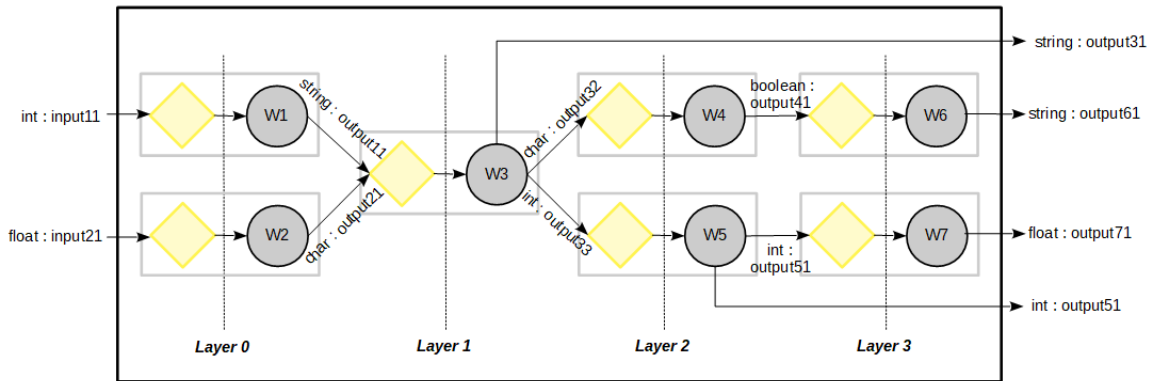 string : output31
int : input11
W1
string : output11
char : output32
W4
boolean :
output41
W6
string : output61
W3
float : input21
W2
char : output21
int : output33
W5
int :
output51
W7
float : output71
int : output51
Layer 0
Layer 1
Layer 2
Layer 3